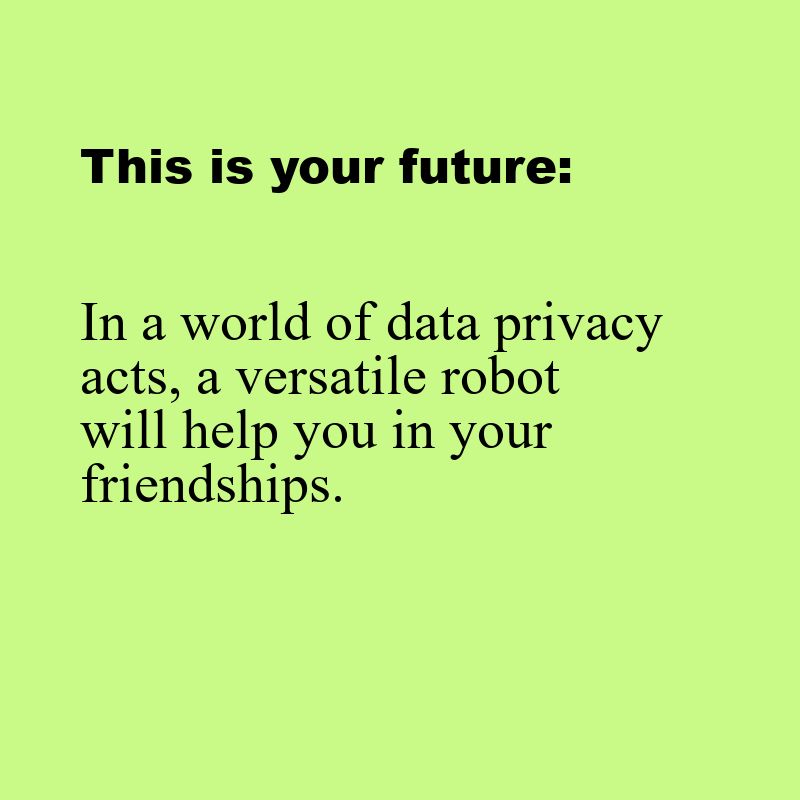 This is your future:
In a world of data privacy
acts, a versatile robot
will help you in your
friendships.